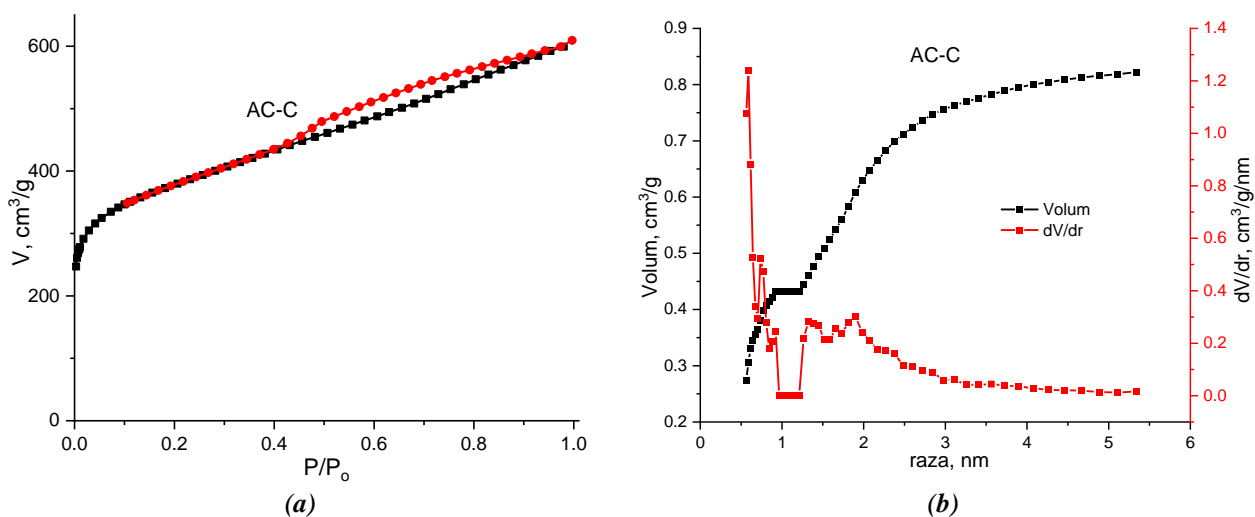 AC-C
V, cm³/g
600
400
200
0
0.0 0.2 0.4 0.6 0.8 1.0
P/Pₒ
(a)
AC-C
Volum, cm³/g
0.9
0.8
0.7
0.6
0.5
0.4
0.3
0.2
0 1 2 3 4 5 6
raza, nm
Volum
dV/dr
1.4
1.2
1.0
0.8
0.6
0.4
0.2
0.0
dV/dr, cm³/g/nm
(b)